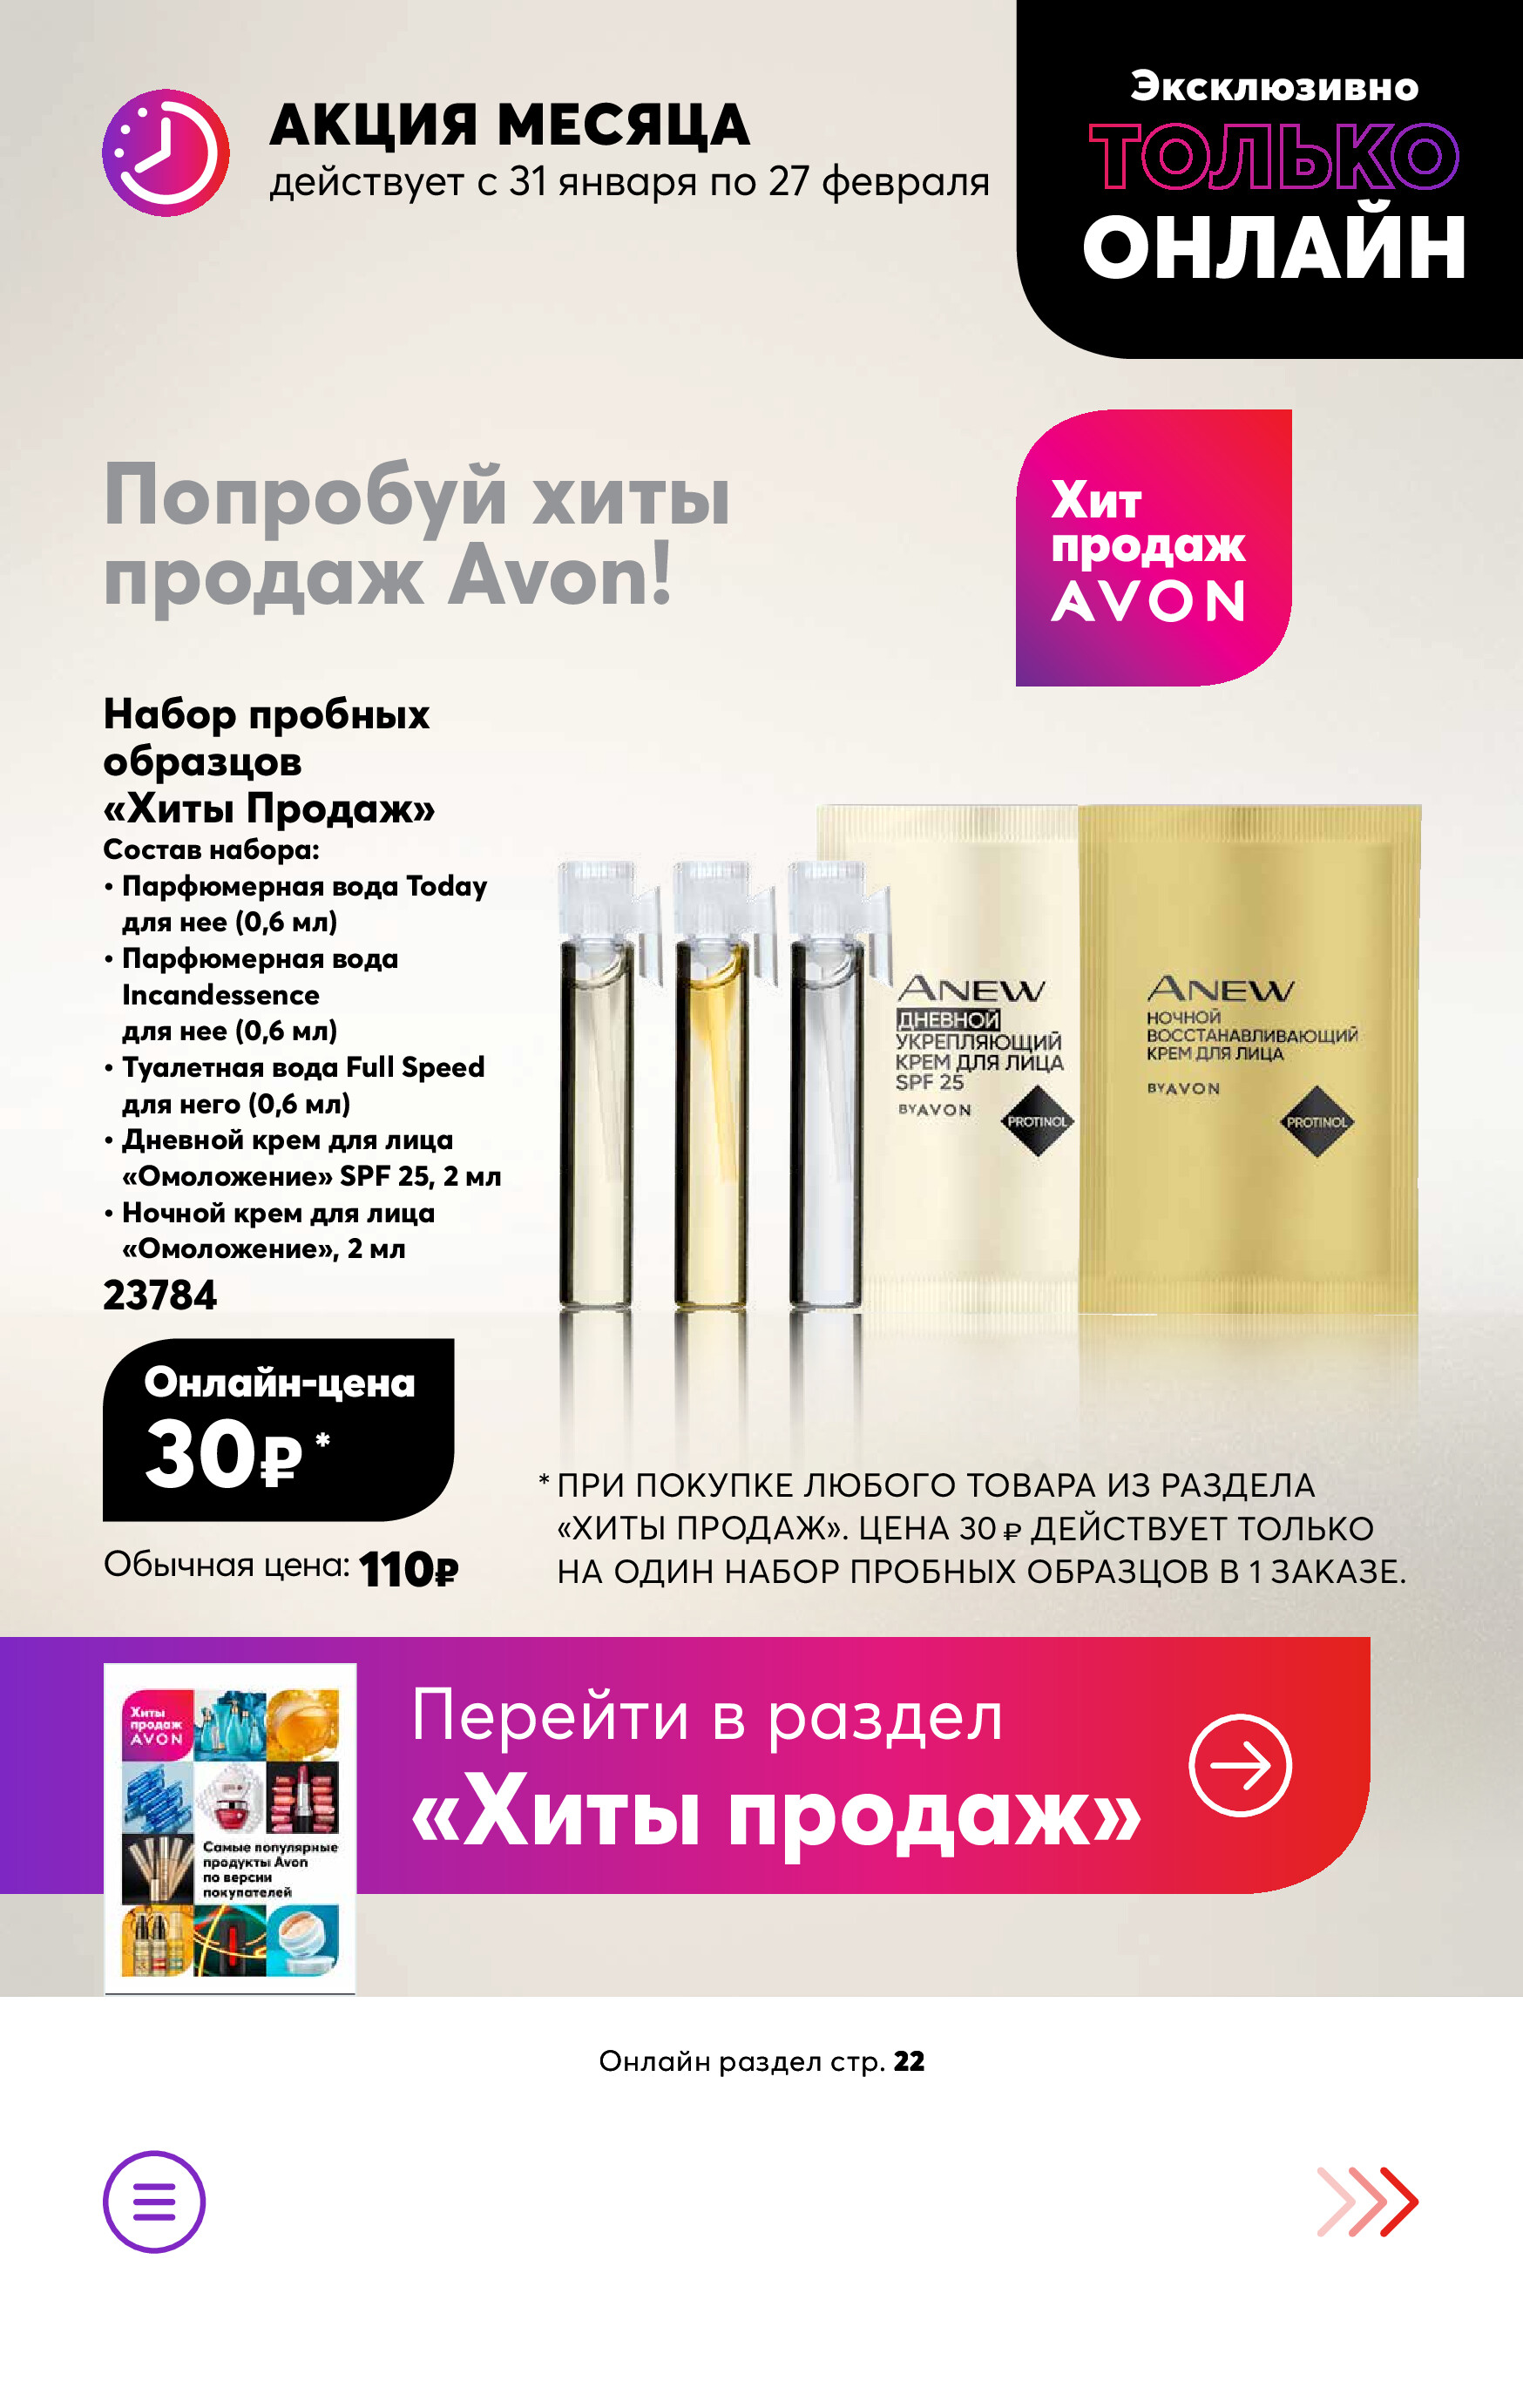 АКЦИЯ МЕСЯЦА
действует с 31 января по 27 февраля
Эксклюзивно
ТОЛЬКО
ОНЛАЙН
Попробуй хиты
продаж Avon!
Хит
продаж
AVON
Набор пробных
образцов
«Хиты Продаж»
Состав набора:
• Парфюмерная вода Today
для нее (0,6 мл)
• Парфюмерная вода
Incandessence
для нее (0,6 мл)
• Туалетная вода Full Speed
для него (0,6 мл)
• Дневной крем для лица
«Омоложение» SPF 25, 2 мл
• Ночной крем для лица
«Омоложение», 2 мл
23784
ANEW
ДНЕВНОЙ
УКРЕПЛЯЮЩИЙ
КРЕМ ДЛЯ ЛИЦА
SPF 25
BY AVON
PROTINOL
ANEW
НОЧНОЙ
ВОССТАНАВЛИВАЮЩИЙ
КРЕМ ДЛЯ ЛИЦА
BY AVON
PROTINOL
Онлайн-цена
30₽*
Обычная цена: 110₽
* ПРИ ПОКУПКЕ ЛЮБОГО ТОВАРА ИЗ РАЗДЕЛА
«ХИТЫ ПРОДАЖ». ЦЕНА 30 ₽ ДЕЙСТВУЕТ ТОЛЬКО
НА ОДИН НАБОР ПРОБНЫХ ОБРАЗЦОВ В 1 ЗАКАЗЕ.
Хиты
продаж
AVON
Самые популярные
продукты Avon
по версии
покупателей
Перейти в раздел
«Хиты продаж»
Онлайн раздел стр. 22